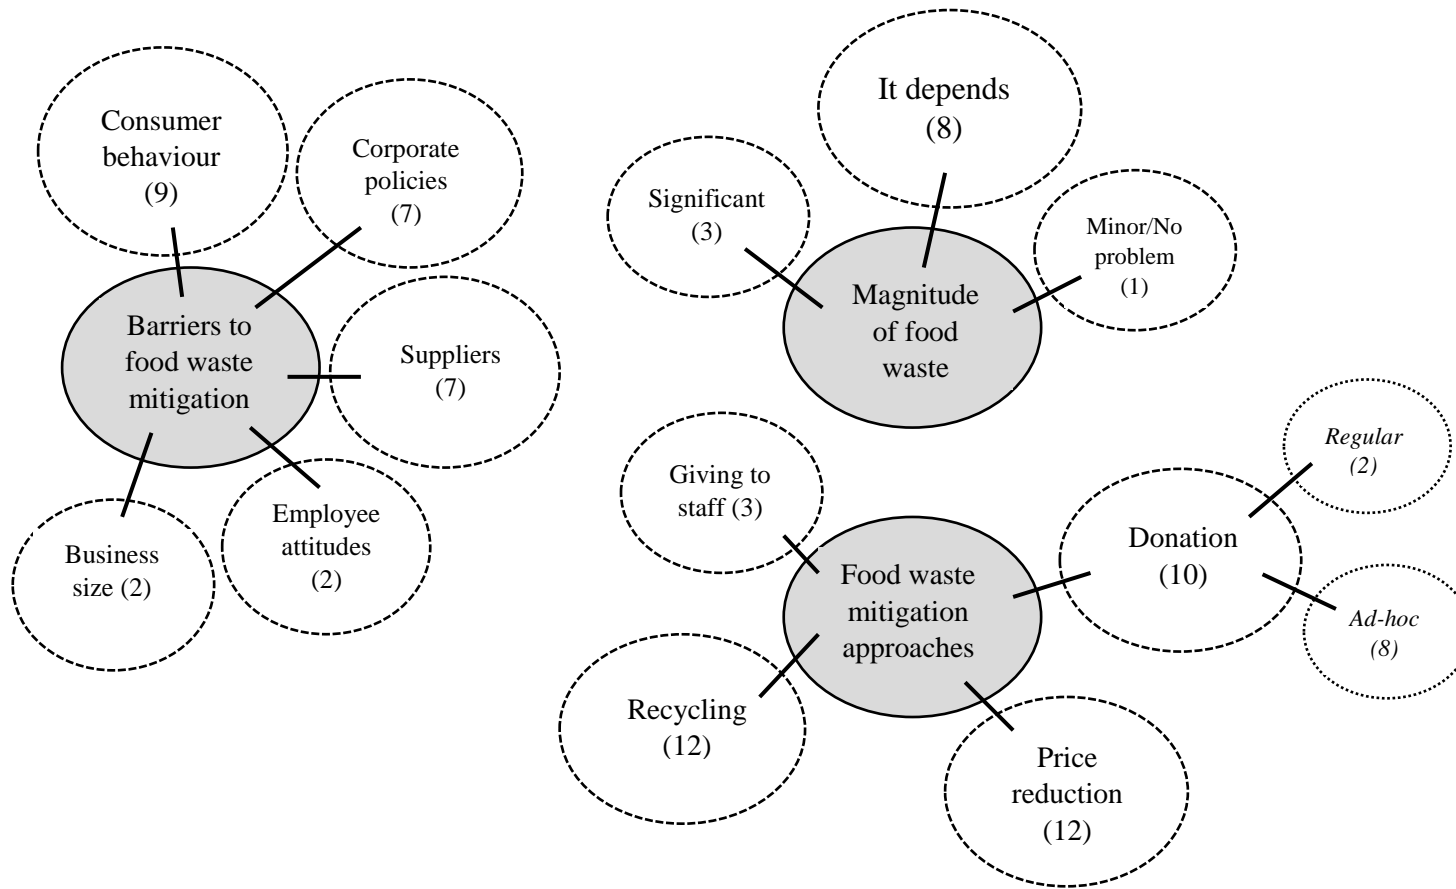 Consumer
behaviour
(9)
Corporate
policies
(7)
Barriers to
food waste
mitigation
Suppliers
(7)
Business
size (2)
Employee
attitudes
(2)
It depends
(8)
Significant
(3)
Minor/No
problem
(1)
Magnitude
of food
waste
Giving to
staff (3)
Food waste
mitigation
approaches
Donation
(10)
Regular
(2)
Ad-hoc
(8)
Recycling
(12)
Price
reduction
(12)